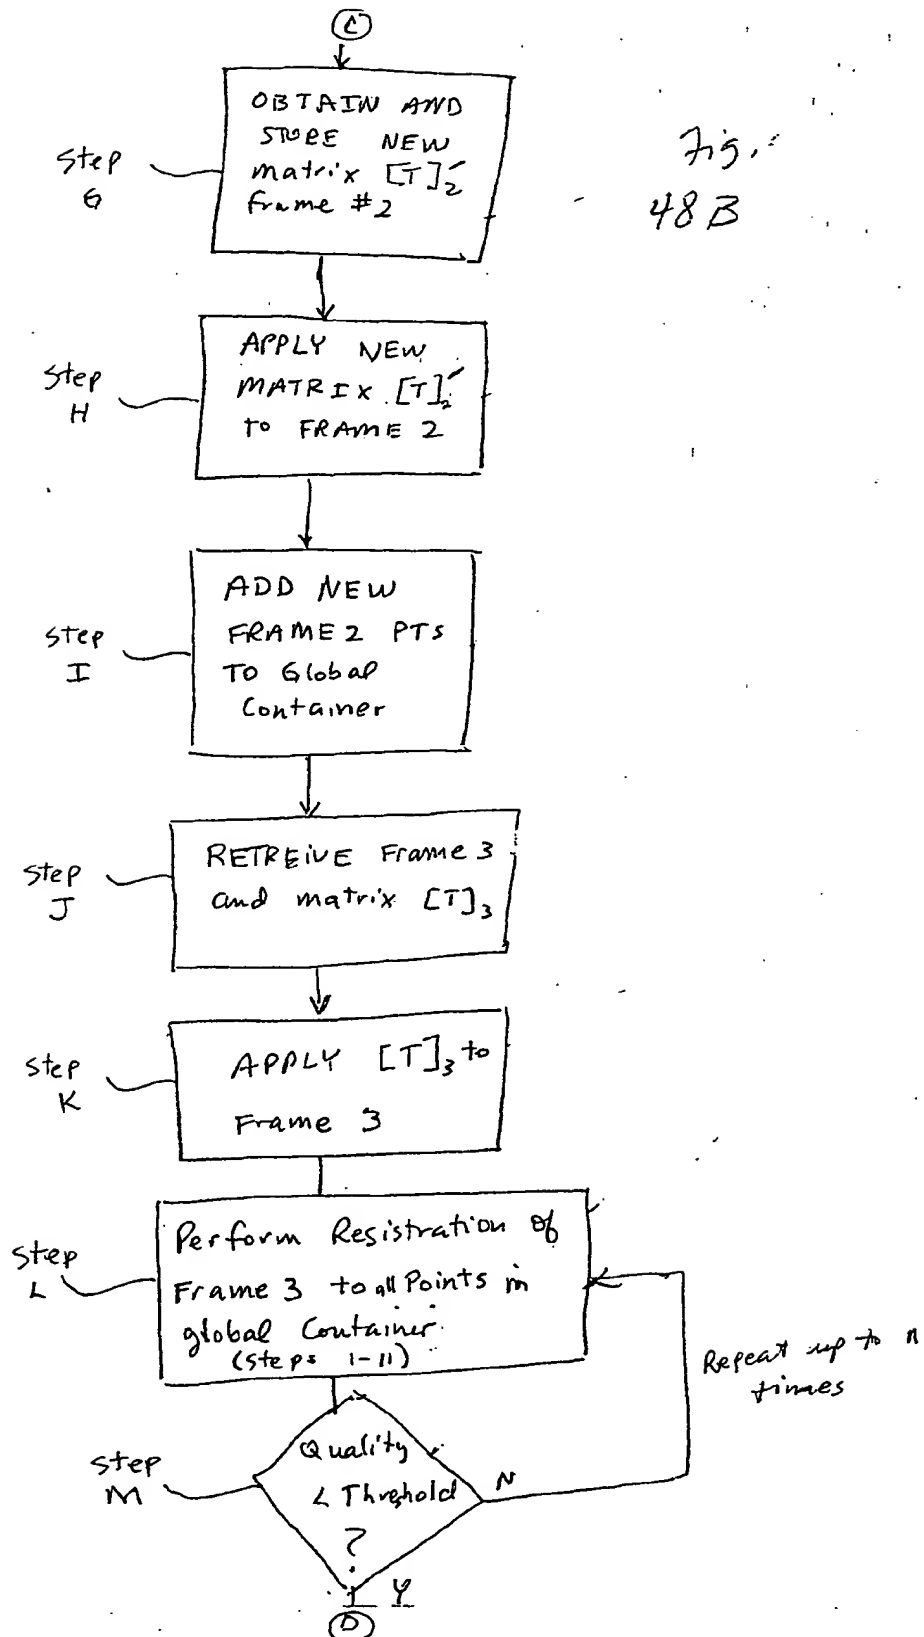 C
OBTAIN AND
STORE NEW
matrix [T]₂′
frame #2
Step
G
Fig.
48B
APPLY NEW
MATRIX [T]₂′
to FRAME 2
Step
H
ADD NEW
FRAME 2 PTS
TO Global
Container
Step
I
RETREIVE Frame 3
and matrix [T]₃
Step
J
APPLY [T]₃ to
Frame 3
Step
K
Perform Registration of
Frame 3 to all Points in
global Container.
(steps 1-11)
Step
L
Repeat up to n
times
Quality
< Threshold
?
Step
M
N
Y
D